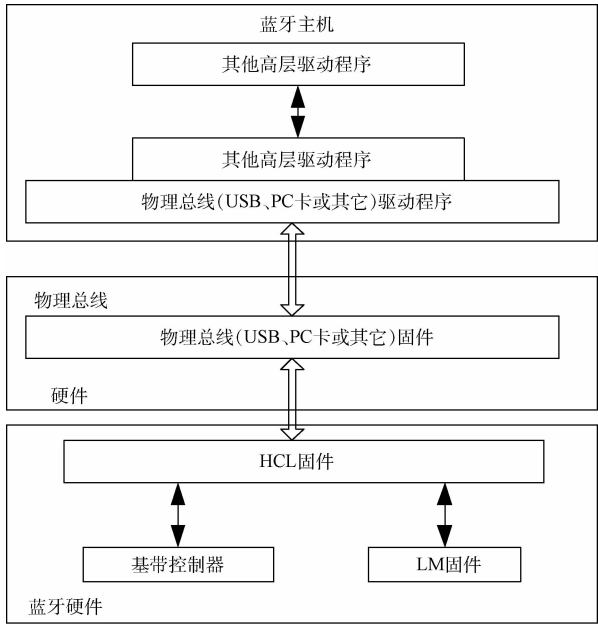 蓝牙主机
其他高层驱动程序
其他高层驱动程序
物理总线(USB、PC卡或其它)驱动程序
物理总线
物理总线(USB、PC卡或其它)固件
硬件
HCL固件
基带控制器
LM固件
蓝牙硬件